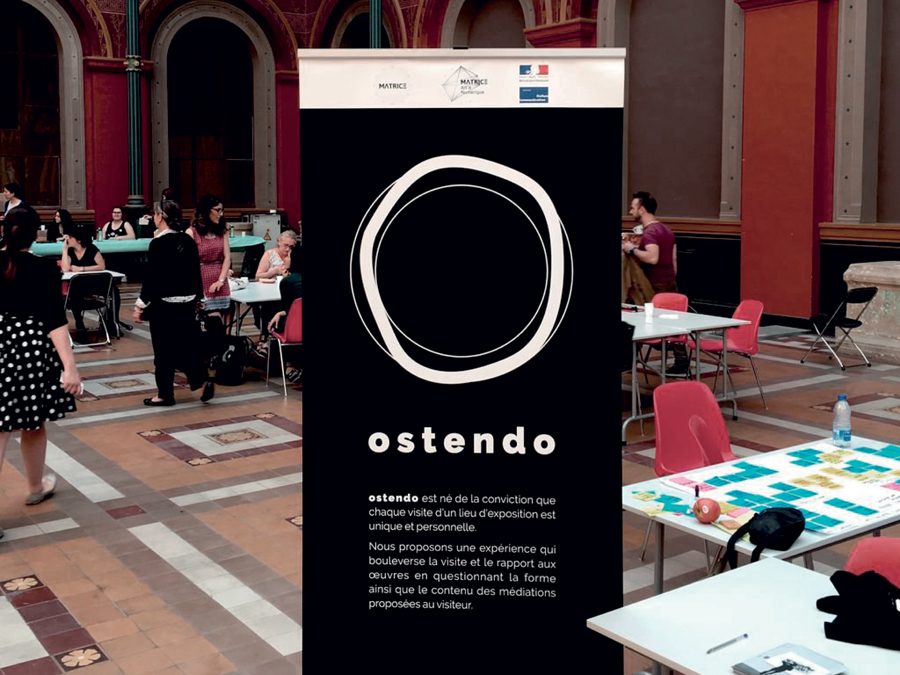 MATRICE
MATRICE
Art &
Numérique
ostendo
ostendo est né de la conviction que
chaque visite d'un lieu d'exposition est
unique et personnelle.
Nous proposons une expérience qui
bouleverse la visite et le rapport aux
œuvres en questionnant la forme
ainsi que le contenu des médiations
proposées au visiteur.